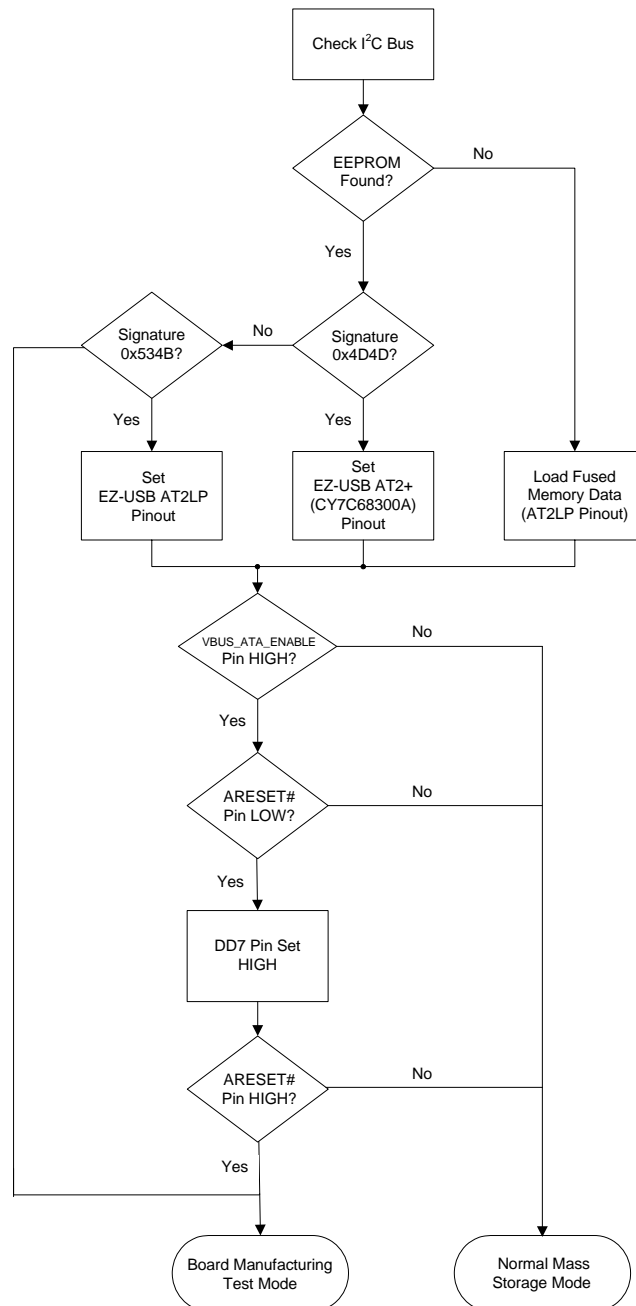 Check I²C Bus
EEPROM
Found?
No
Yes
Signature
0x534B?
No
Signature
0x4D4D?
Yes
Yes
Set
EZ-USB AT2LP
Pinout
Set
EZ-USB AT2+
(CY7C68300A)
Pinout
Load Fused
Memory Data
(AT2LP Pinout)
VBUS_ATA_ENABLE
Pin HIGH?
No
Yes
ARESET#
Pin LOW?
No
Yes
DD7 Pin Set
HIGH
ARESET#
Pin HIGH?
No
Yes
Board Manufacturing
Test Mode
Normal Mass
Storage Mode